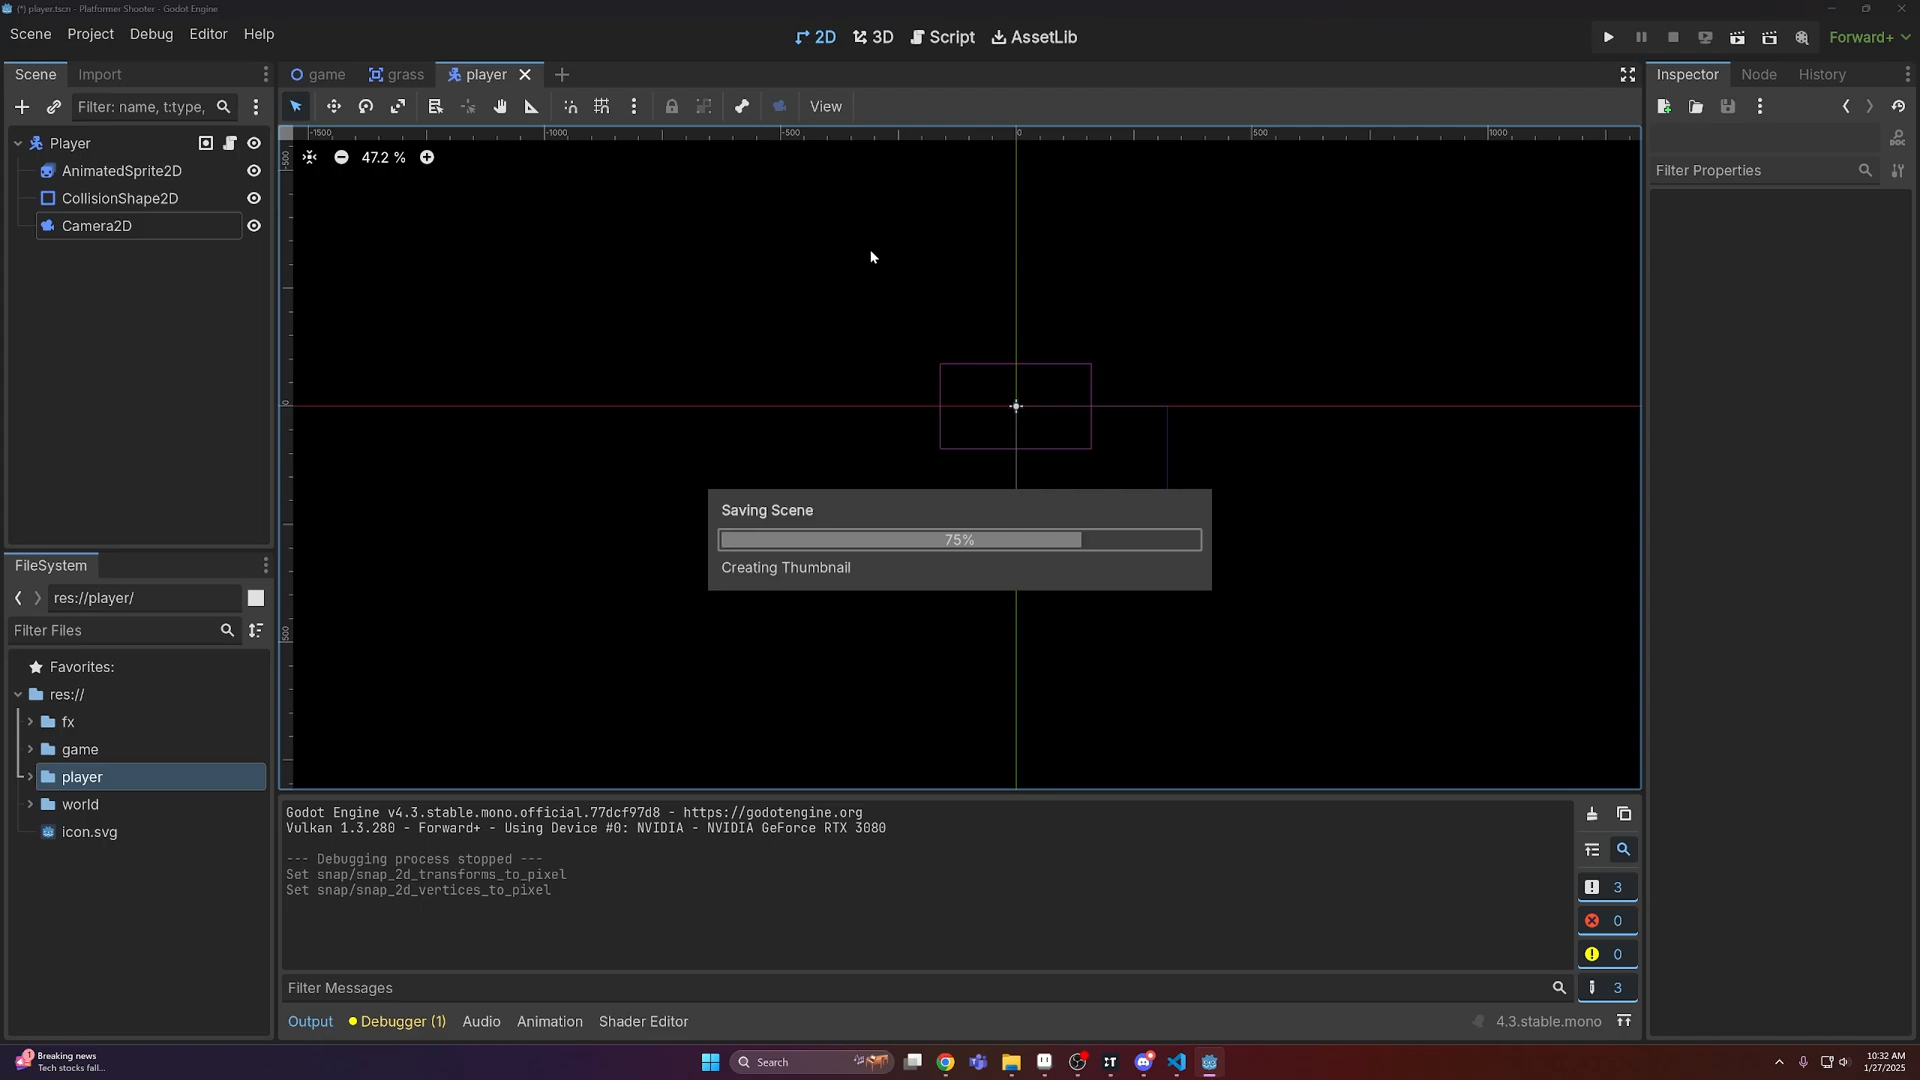 (*) player.tscn - Platformer Shooter - Godot Engine
Scene Project Debug Editor Help
2D 3D Script AssetLib
Forward+
Scene Import
game grass player
Inspector Node History
Filter: name, t:type,
View
-1500 -1000 -500 0 500 1000
-500
0
500
47.2 %
Player
AnimatedSprite2D
CollisionShape2D
Camera2D
DOC
Filter Properties
Saving Scene
75%
Creating Thumbnail
FileSystem
res://player/
Filter Files
Favorites:
res://
fx
game
player
world
icon.svg
Godot Engine v4.3.stable.mono.official.77dcf97d8 - https://godotengine.org
Vulkan 1.3.280 - Forward+ - Using Device #0: NVIDIA - NVIDIA GeForce RTX 3080
--- Debugging process stopped ---
Set snap/snap_2d_transforms_to_pixel
Set snap/snap_2d_vertices_to_pixel
3
0
0
3
Filter Messages
Output Debugger (1) Audio Animation Shader Editor
4.3.stable.mono
1
Breaking news
Tech stocks fall...
Search
10:32 AM
1/27/2025